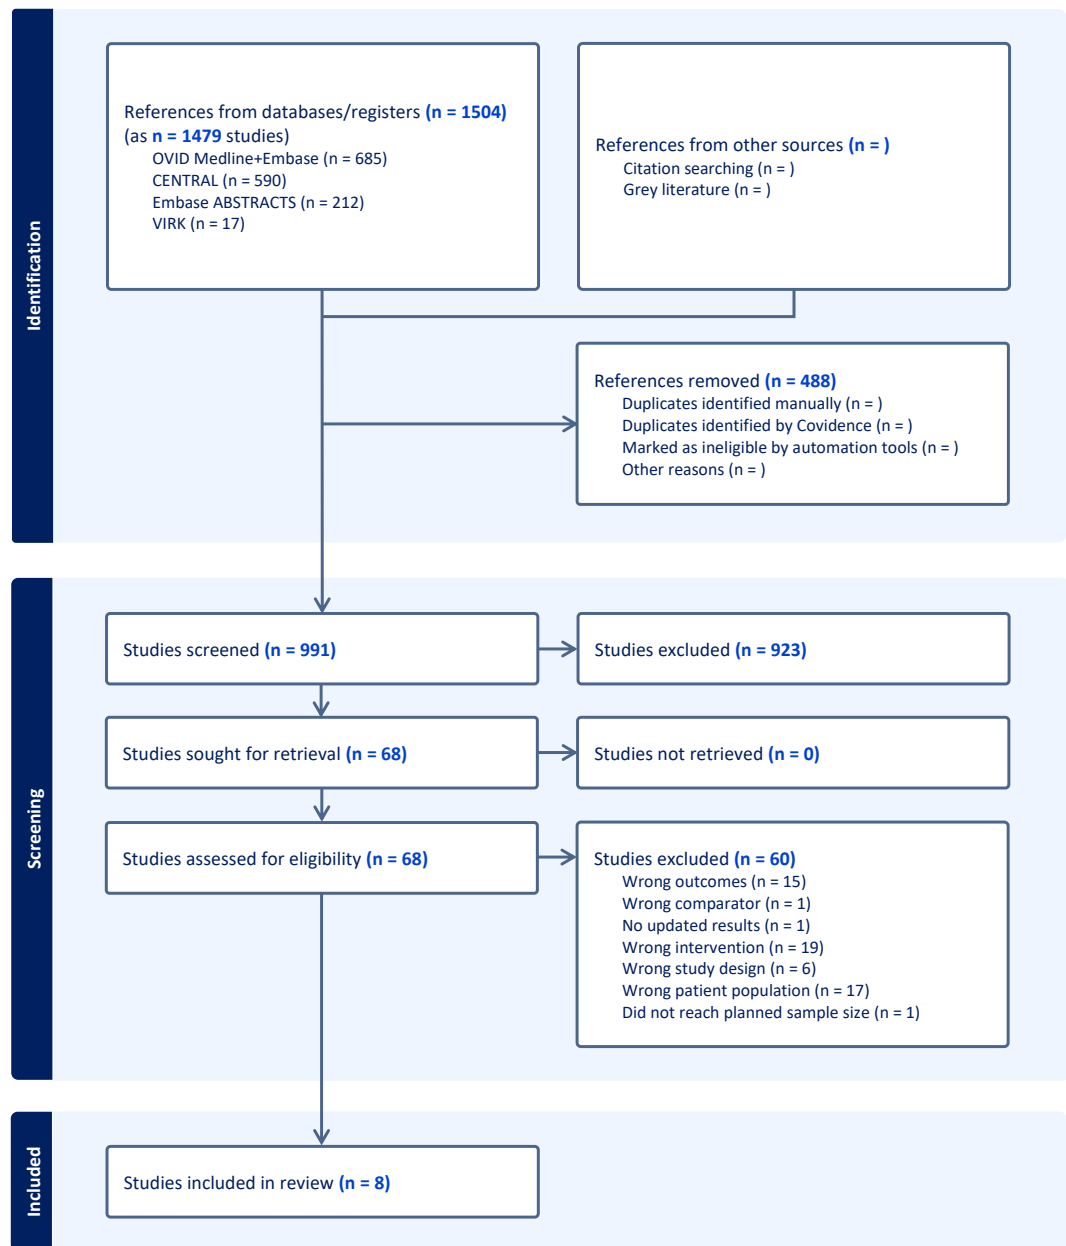 Identification
References from databases/registers (n = 1504)
(as n = 1479 studies)
OVID Medline+Embase (n = 685)
CENTRAL (n = 590)
Embase ABSTRACTS (n = 212)
VIRK (n = 17)
References from other sources (n = )
Citation searching (n = )
Grey literature (n = )
References removed (n = 488)
Duplicates identified manually (n = )
Duplicates identified by Covidence (n = )
Marked as ineligible by automation tools (n = )
Other reasons (n = )
Screening
Studies screened (n = 991)
Studies excluded (n = 923)
Studies sought for retrieval (n = 68)
Studies not retrieved (n = 0)
Studies assessed for eligibility (n = 68)
Studies excluded (n = 60)
Wrong outcomes (n = 15)
Wrong comparator (n = 1)
No updated results (n = 1)
Wrong intervention (n = 19)
Wrong study design (n = 6)
Wrong patient population (n = 17)
Did not reach planned sample size (n = 1)
Included
Studies included in review (n = 8)